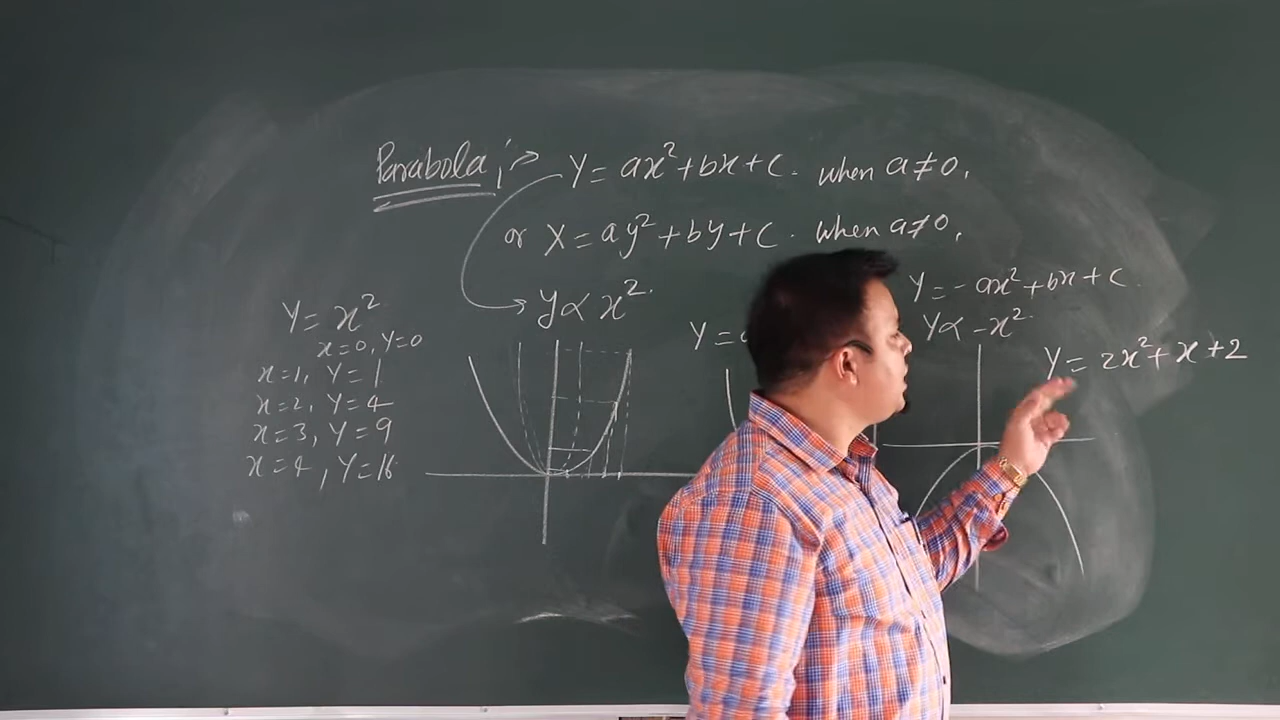 Parabola ;→ Y = ax²+bx+c. when a≠0,
or X = ay²+by+c. when a≠0,
y∝ x².
Y = x².
x=0, Y=0
x=1, Y=1
x=2, Y=4
x=3, Y=9
x=4, Y=16
Y=
Y=-ax²+bx+c.
Y∝ -x².
Y= 2x²+x+2